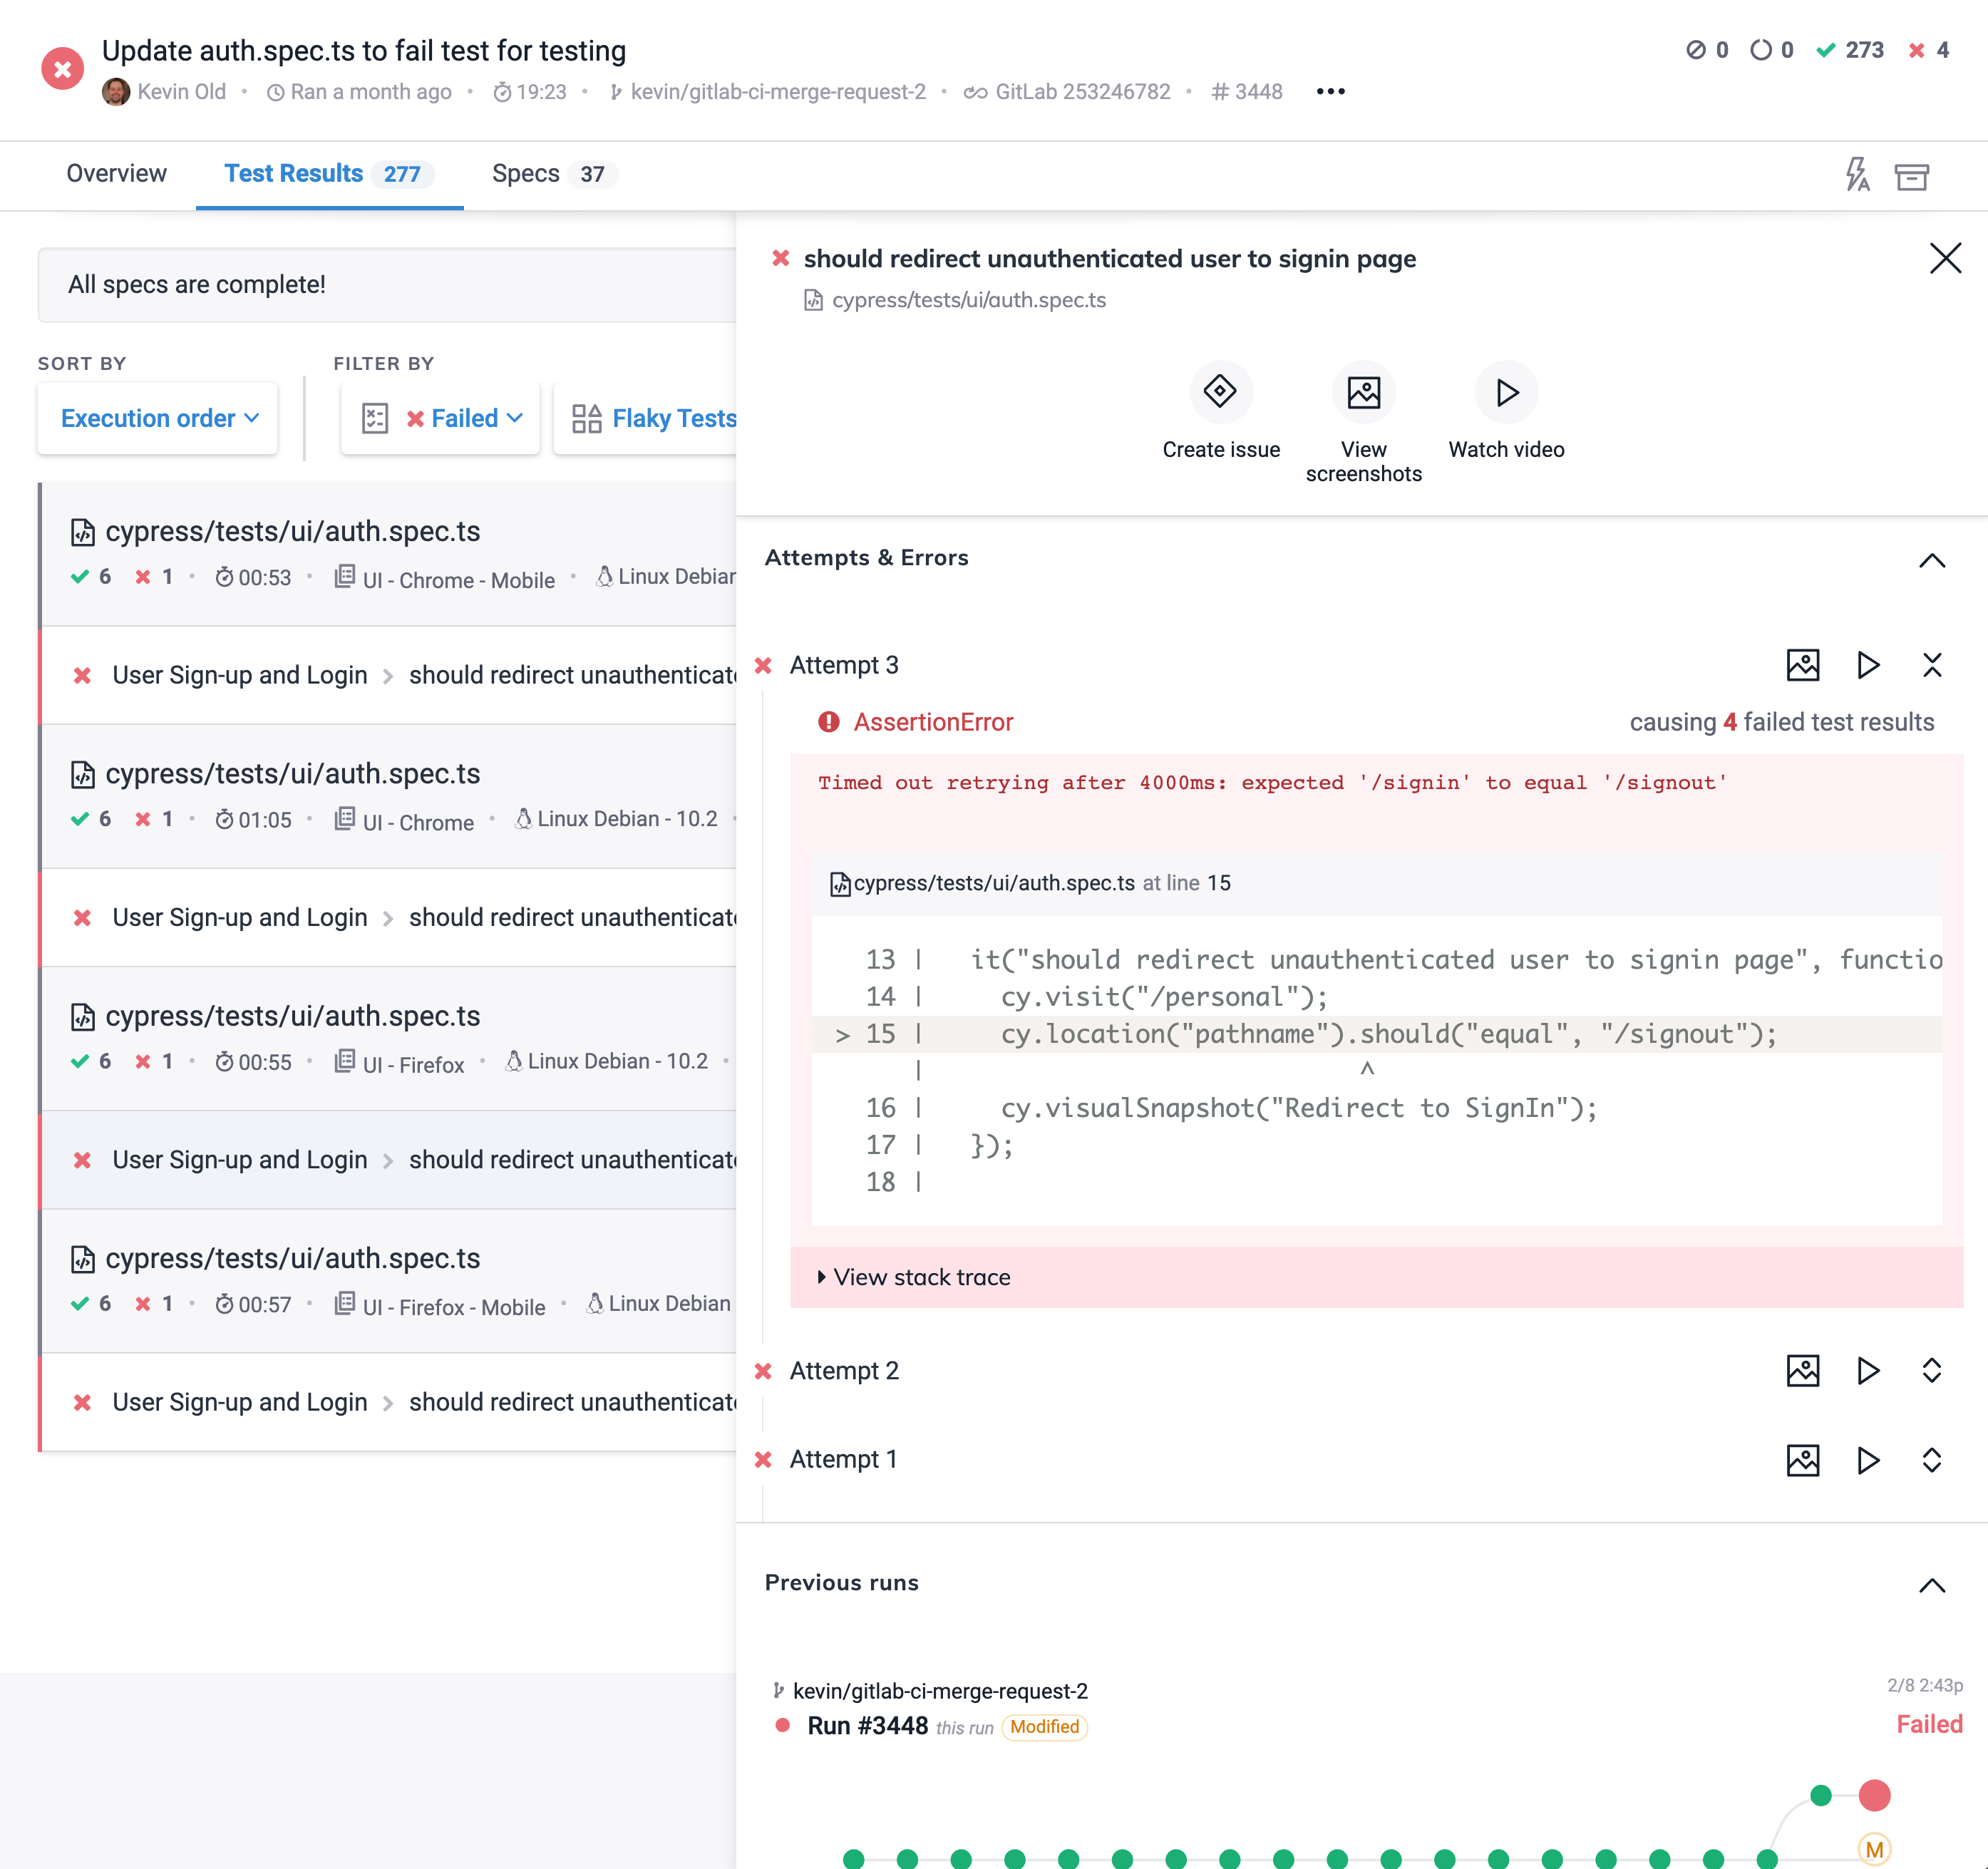 Update auth.spec.ts to fail test for testing
0 0 273 4
Kevin Old • Ran a month ago • 19:23 • kevin/gitlab-ci-merge-request-2 • GitLab 253246782 • # 3448 •••
Overview Test Results 277 Specs 37
All specs are complete!
SORT BY FILTER BY
Execution order Failed Flaky Tests
cypress/tests/ui/auth.spec.ts
6 1 • 00:53 • UI - Chrome - Mobile • Linux Debian
User Sign-up and Login > should redirect unauthenticate
cypress/tests/ui/auth.spec.ts
6 1 • 01:05 • UI - Chrome • Linux Debian - 10.2 •
User Sign-up and Login > should redirect unauthenticate
cypress/tests/ui/auth.spec.ts
6 1 • 00:55 • UI - Firefox • Linux Debian - 10.2 •
User Sign-up and Login > should redirect unauthenticate
cypress/tests/ui/auth.spec.ts
6 1 • 00:57 • UI - Firefox - Mobile • Linux Debian
User Sign-up and Login > should redirect unauthenticate
should redirect unauthenticated user to signin page
cypress/tests/ui/auth.spec.ts
Create issue
View
screenshots
Watch video
Attempts & Errors
Attempt 3
AssertionError causing 4 failed test results
Timed out retrying after 4000ms: expected '/signin' to equal '/signout'
cypress/tests/ui/auth.spec.ts at line 15
13 | it("should redirect unauthenticated user to signin page", functio
14 | cy.visit("/personal");
> 15 | cy.location("pathname").should("equal", "/signout");
| ^
16 | cy.visualSnapshot("Redirect to SignIn");
17 | });
18 |
View stack trace
Attempt 2
Attempt 1
Previous runs
kevin/gitlab-ci-merge-request-2 2/8 2:43p
Run #3448 this run Modified Failed
M